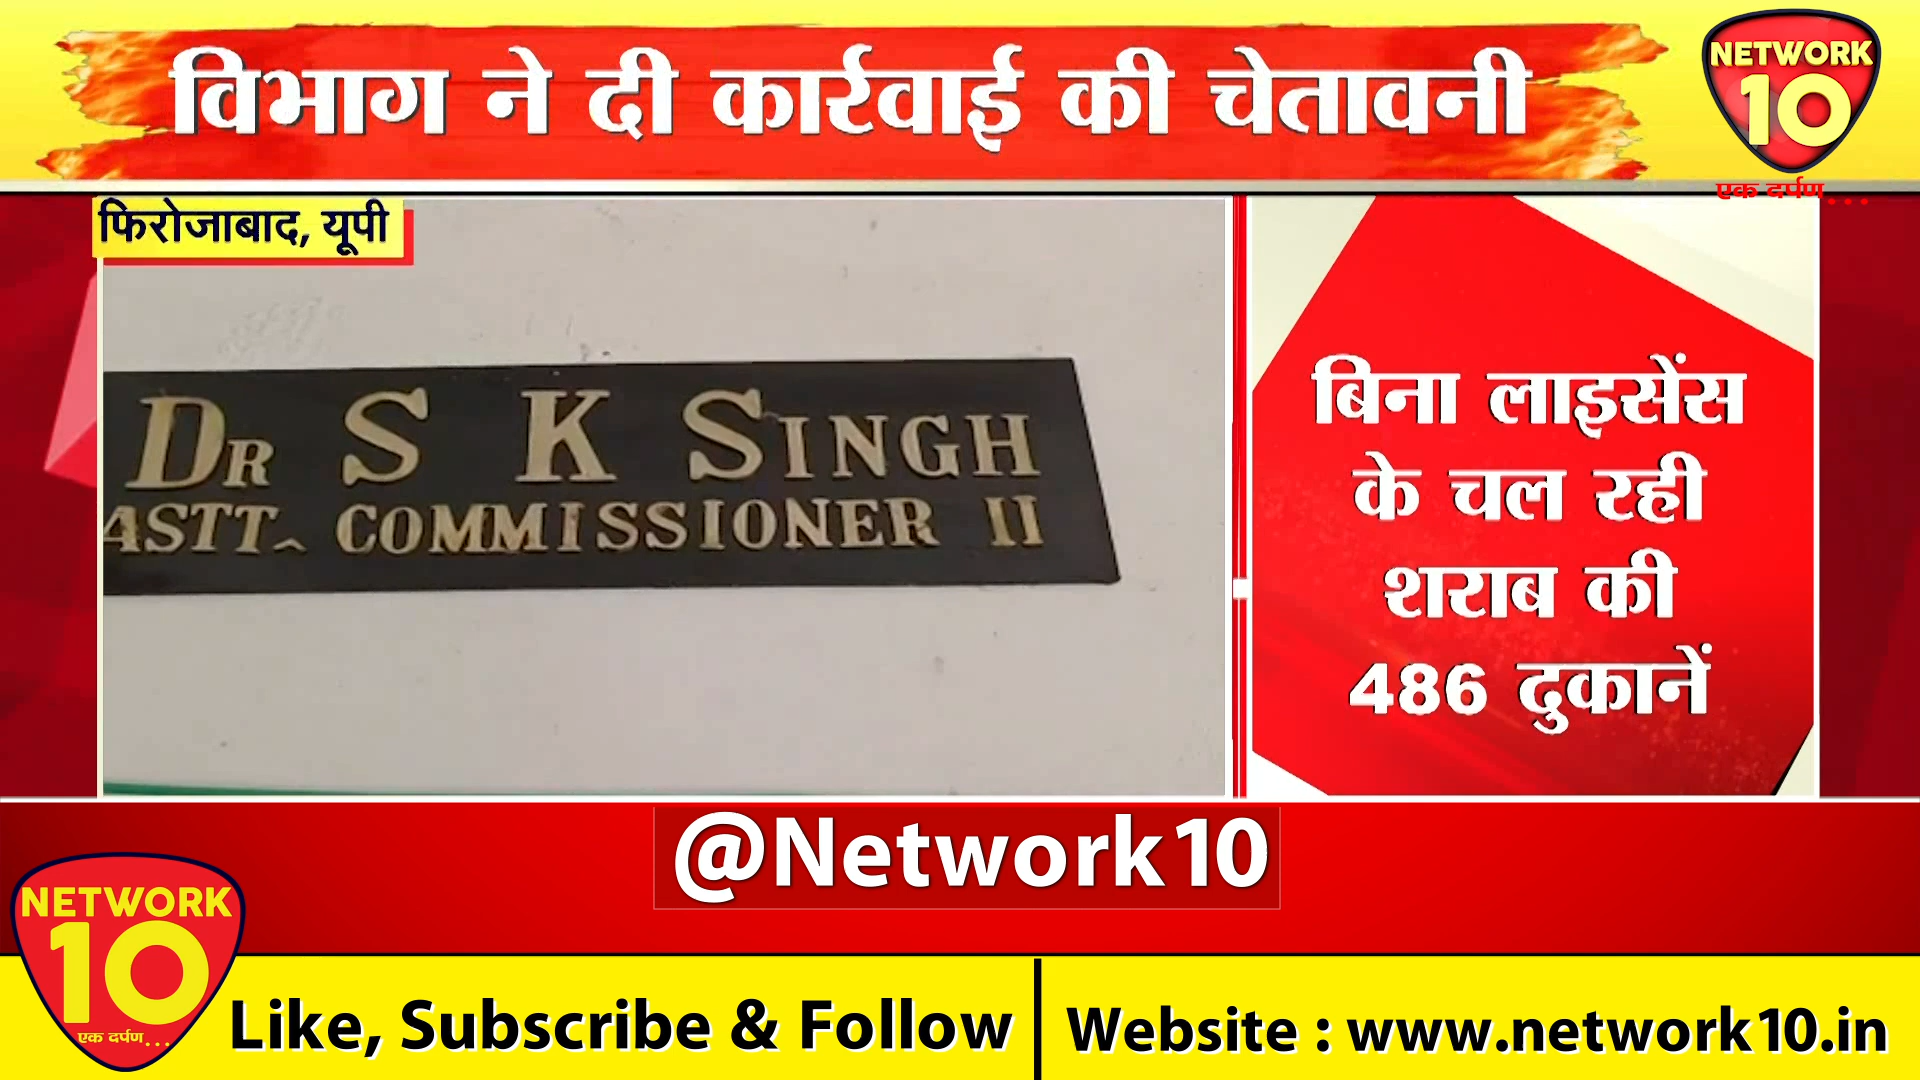 विभाग ने दी कार्रवाई की चेतावनी
NETWORK
10
एक दर्पण...
फिरोजाबाद, यूपी
DR S K SINGH
ASTT. COMMISSIONER II
बिना लाइसेंस
के चल रही
शराब की
486 दुकानें
@Network10
NETWORK
10
एक दर्पण...
Like, Subscribe & Follow
Website : www.network10.in